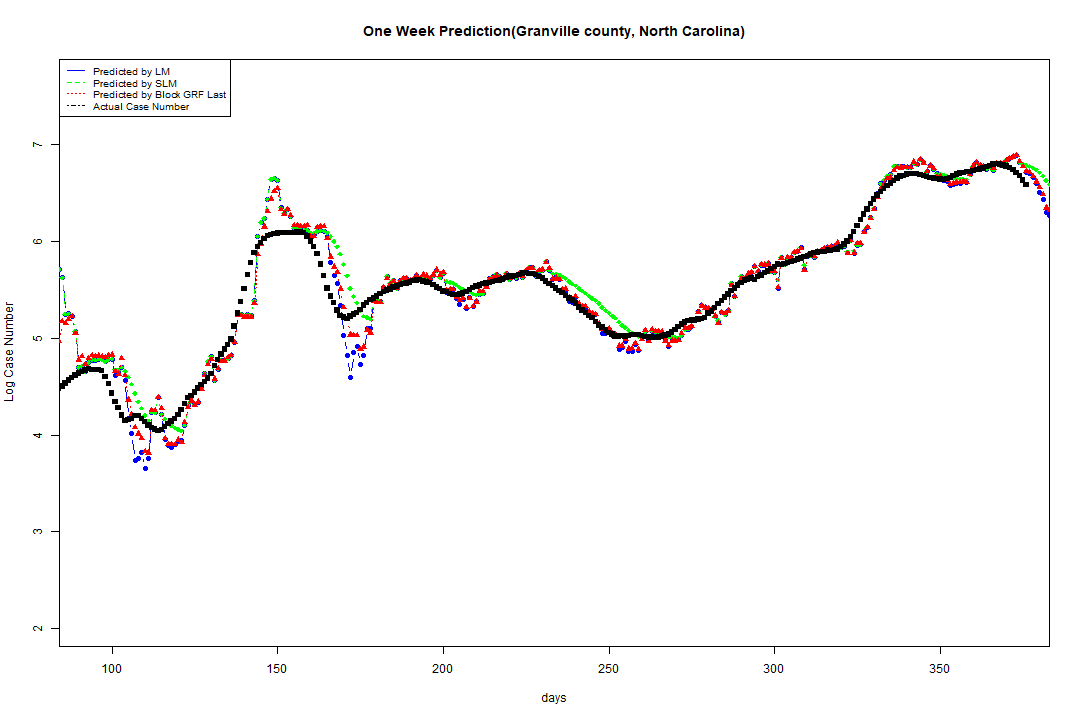 One Week Prediction(Granville county, North Carolina)
Predicted by LM
Predicted by SLM
Predicted by Block GRF Last
Actual Case Number
Log Case Number
7
6
5
4
3
2
100 150 200 250 300 350
days